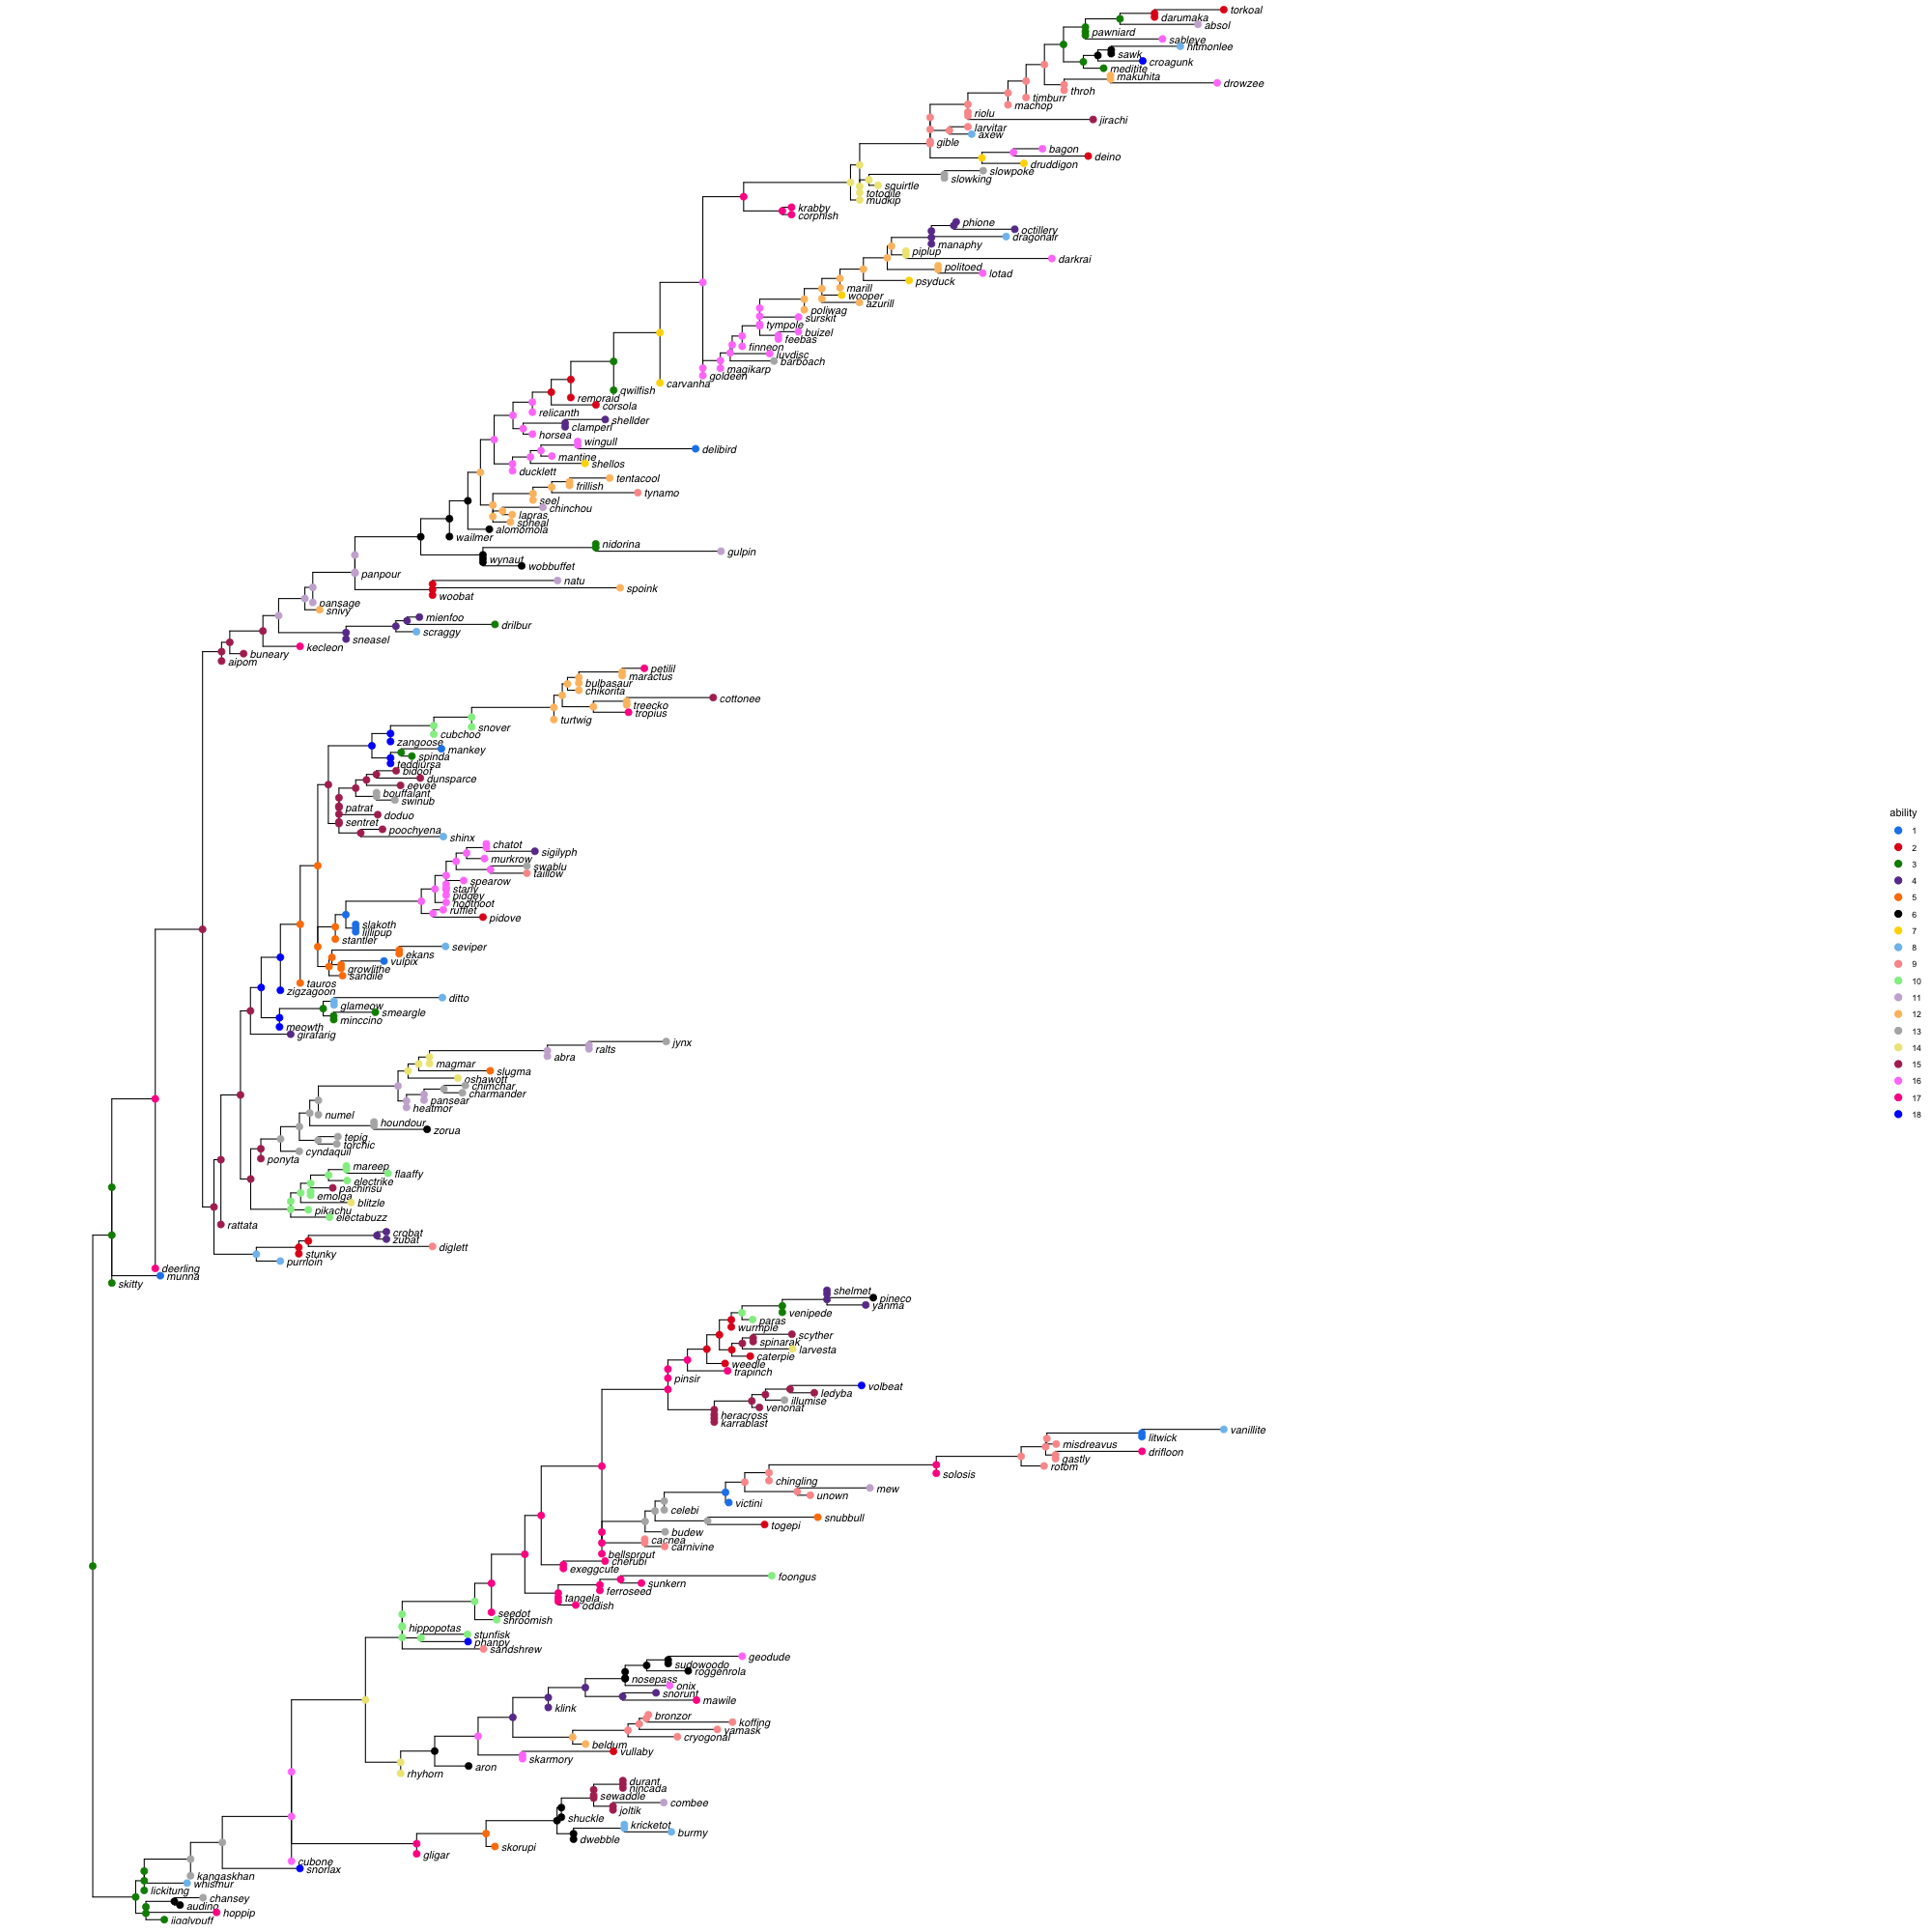 torkoal
darumaka
absol
pawniard
sableye
hitmonlee
sawk
croagunk
meditite
makuhita
drowzee
throh
timburr
machop
riolu
jirachi
larvitar
axew
gible
bagon
deino
druddigon
slowpoke
slowking
squirtle
totodile
mudkip
krabby
corphish
phione
octillery
dragonair
manaphy
piplup
darkrai
politoed
lotad
psyduck
marill
wooper
azurill
poliwag
surskit
tympole
buizel
feebas
finneon
luvdisc
barboach
magikarp
goldeen
carvanha
qwilfish
remoraid
corsola
relicanth
shellder
clamperl
horsea
wingull
delibird
mantine
shellos
ducklett
tentacool
frillish
tynamo
seel
chinchou
lapras
spheal
alomomola
wailmer
nidorina
gulpin
wynaut
wobbuffet
panpour
natu
spoink
woobat
pansage
snivy
mienfoo
drilbur
scraggy
sneasel
kecleon
buneary
aipom
petilil
maractus
bulbasaur
chikorita
cottonee
treecko
tropius
turtwig
snover
cubchoo
zangoose
mankey
spinda
teddiursa
bidoof
dunsparce
eevee
bouffalant
swinub
patrat
doduo
sentret
poochyena
shinx
chatot
sigilyph
murkrow
swablu
taillow
spearow
starly
pidgey
hoothoot
rufflet
pidove
slakoth
lillipup
stantler
seviper
ekans
vulpix
growlithe
sandile
tauros
zigzagoon
ditto
glameow
smeargle
minccino
meowth
girafarig
jynx
ralts
abra
magmar
slugma
oshawott
chimchar
charmander
pansear
heatmor
numel
houndour
zorua
tepig
torchic
cyndaquil
ponyta
mareep
flaaffy
electrike
pachirisu
emolga
blitzle
pikachu
electabuzz
rattata
crobat
zubat
diglett
stunky
purrloin
deerling
munna
skitty
shelmet
pineco
yanma
venipede
paras
wurmple
scyther
spinarak
larvesta
caterpie
weedle
trapinch
pinsir
volbeat
ledyba
illumise
venonat
heracross
karrablast
vanillite
litwick
misdreavus
drifloon
gastly
rotom
solosis
chingling
mew
unown
victini
celebi
snubbull
togepi
budew
cacnea
carnivine
bellsprout
cherubi
exeggcute
foongus
sunkern
ferroseed
tangela
oddish
seedot
shroomish
hippopotas
stunfisk
phanpy
sandshrew
geodude
sudowoodo
roggenrola
nosepass
onix
snorunt
mawile
klink
bronzor
koffing
yamask
cryogonal
beldum
vullaby
skarmory
aron
rhyhorn
durant
nincada
sewaddle
combee
joltik
shuckle
kricketot
burmy
dwebble
skorupi
gligar
cubone
snorlax
kangaskhan
whismur
lickitung
chansey
audino
hoppip
jigglypuff
ability
1
2
3
4
5
6
7
8
9
10
11
12
13
14
15
16
17
18